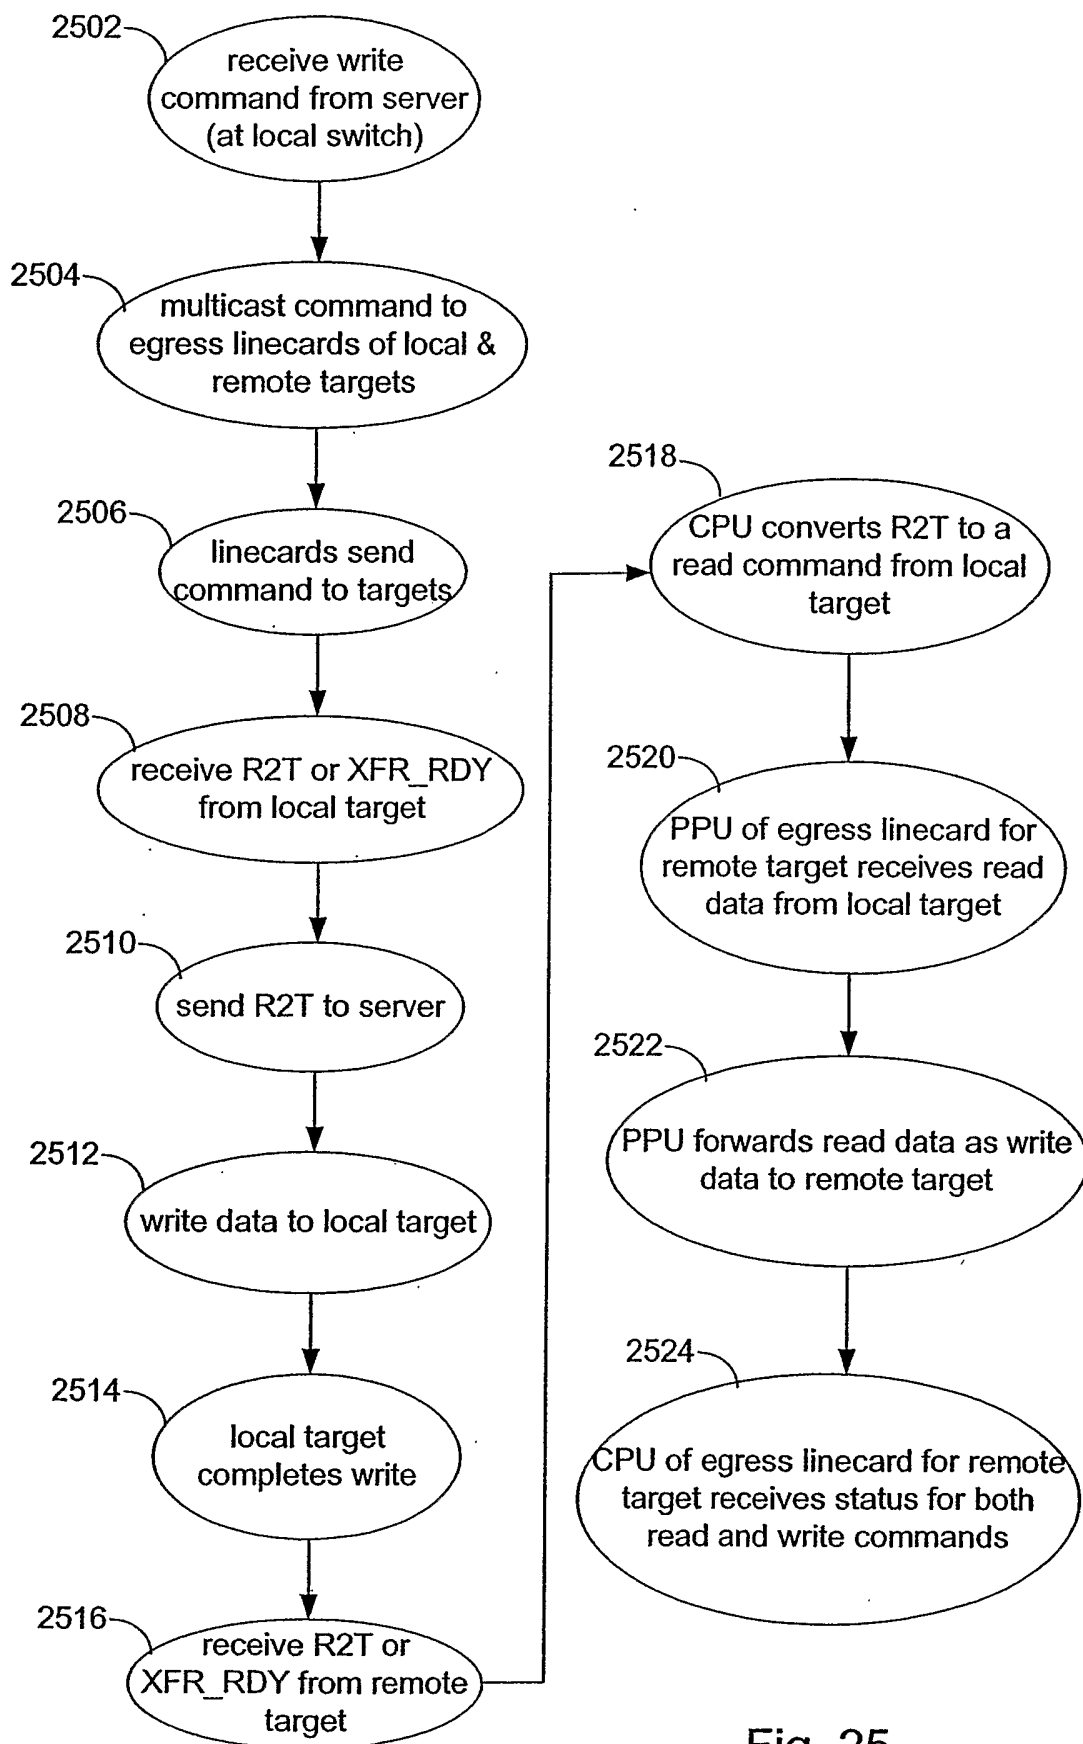 2502
receive write
command from server
(at local switch)
2504
multicast command to
egress linecards of local &
remote targets
2506
linecards send
command to targets
2508
receive R2T or XFR_RDY
from local target
2510
send R2T to server
2512
write data to local target
2514
local target
completes write
2516
receive R2T or
XFR_RDY from remote
target
2518
CPU converts R2T to a
read command from local
target
2520
PPU of egress linecard for
remote target receives read
data from local target
2522
PPU forwards read data as write
data to remote target
2524
CPU of egress linecard for remote
target receives status for both
read and write commands
Fig. 25